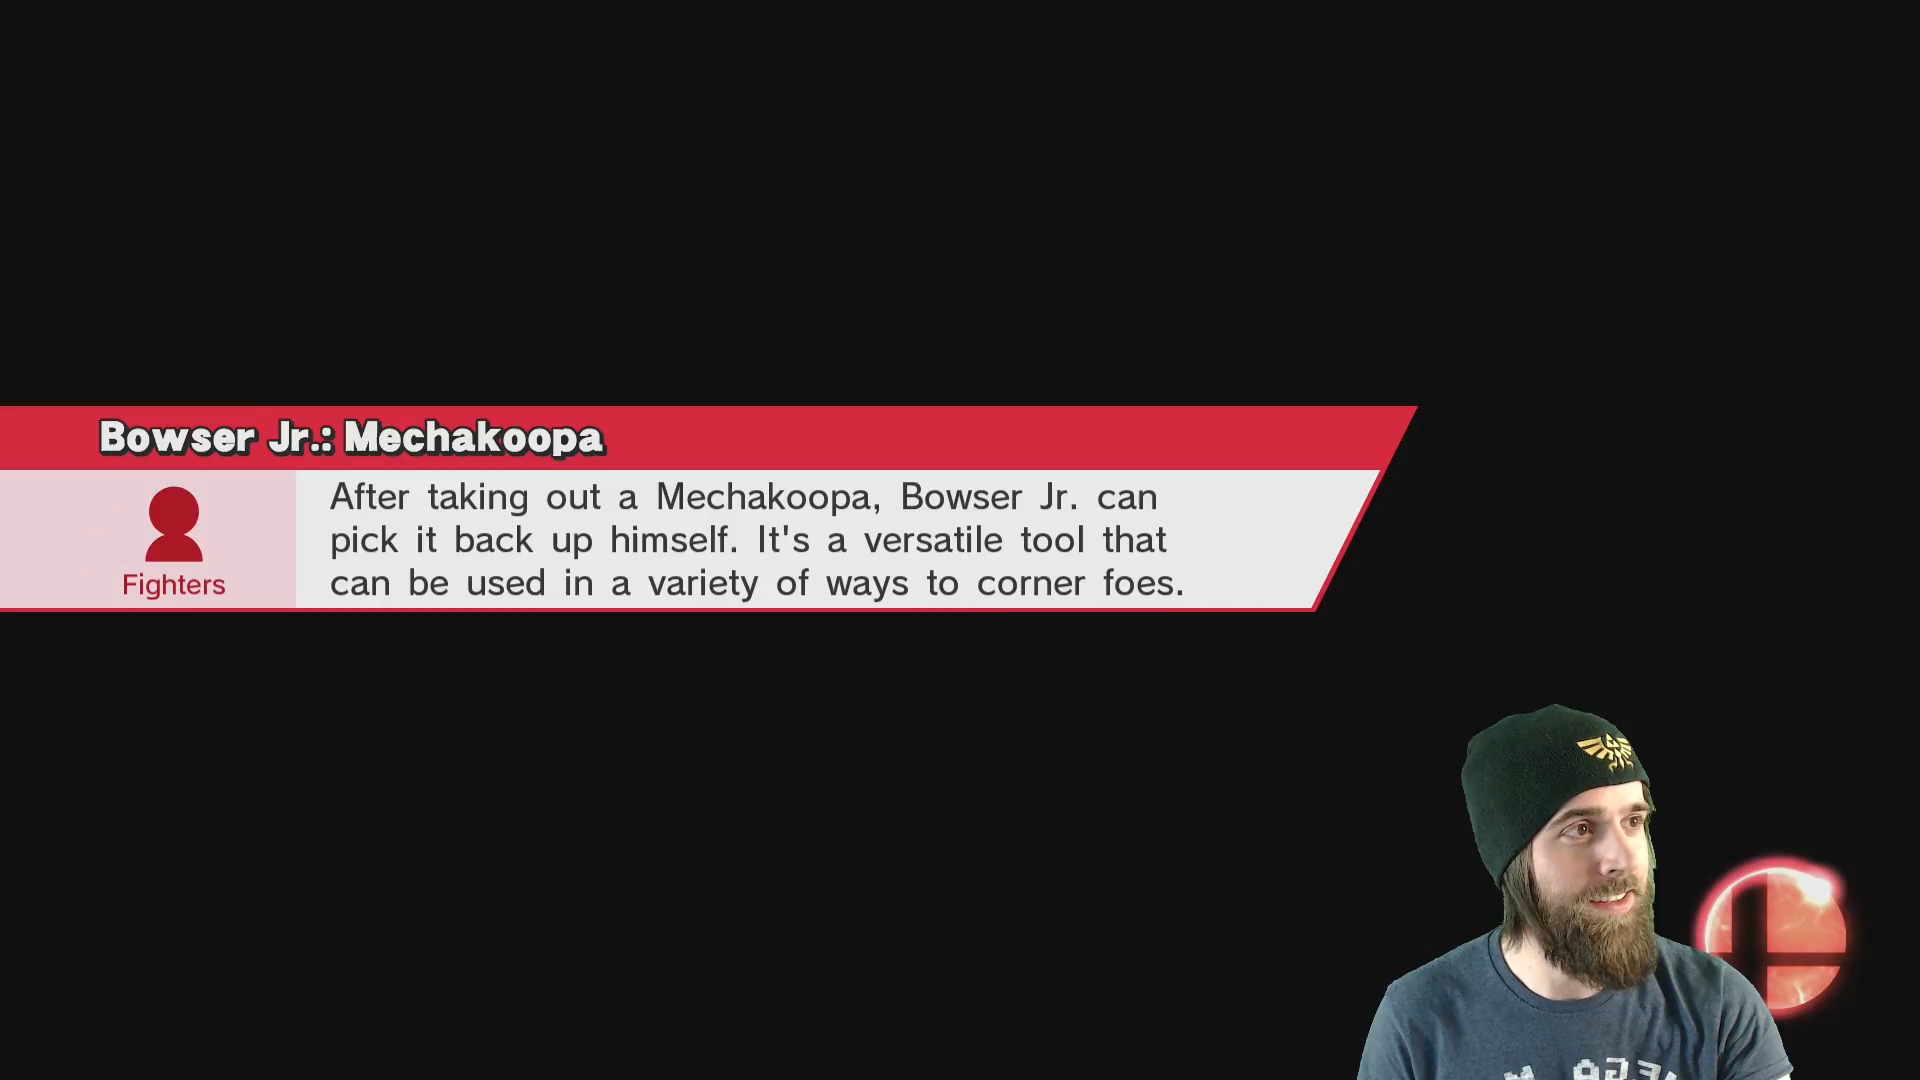 Bowser Jr.: Mechakoopa
After taking out a Mechakoopa, Bowser Jr. can
pick it back up himself. It's a versatile tool that
can be used in a variety of ways to corner foes.
Fighters